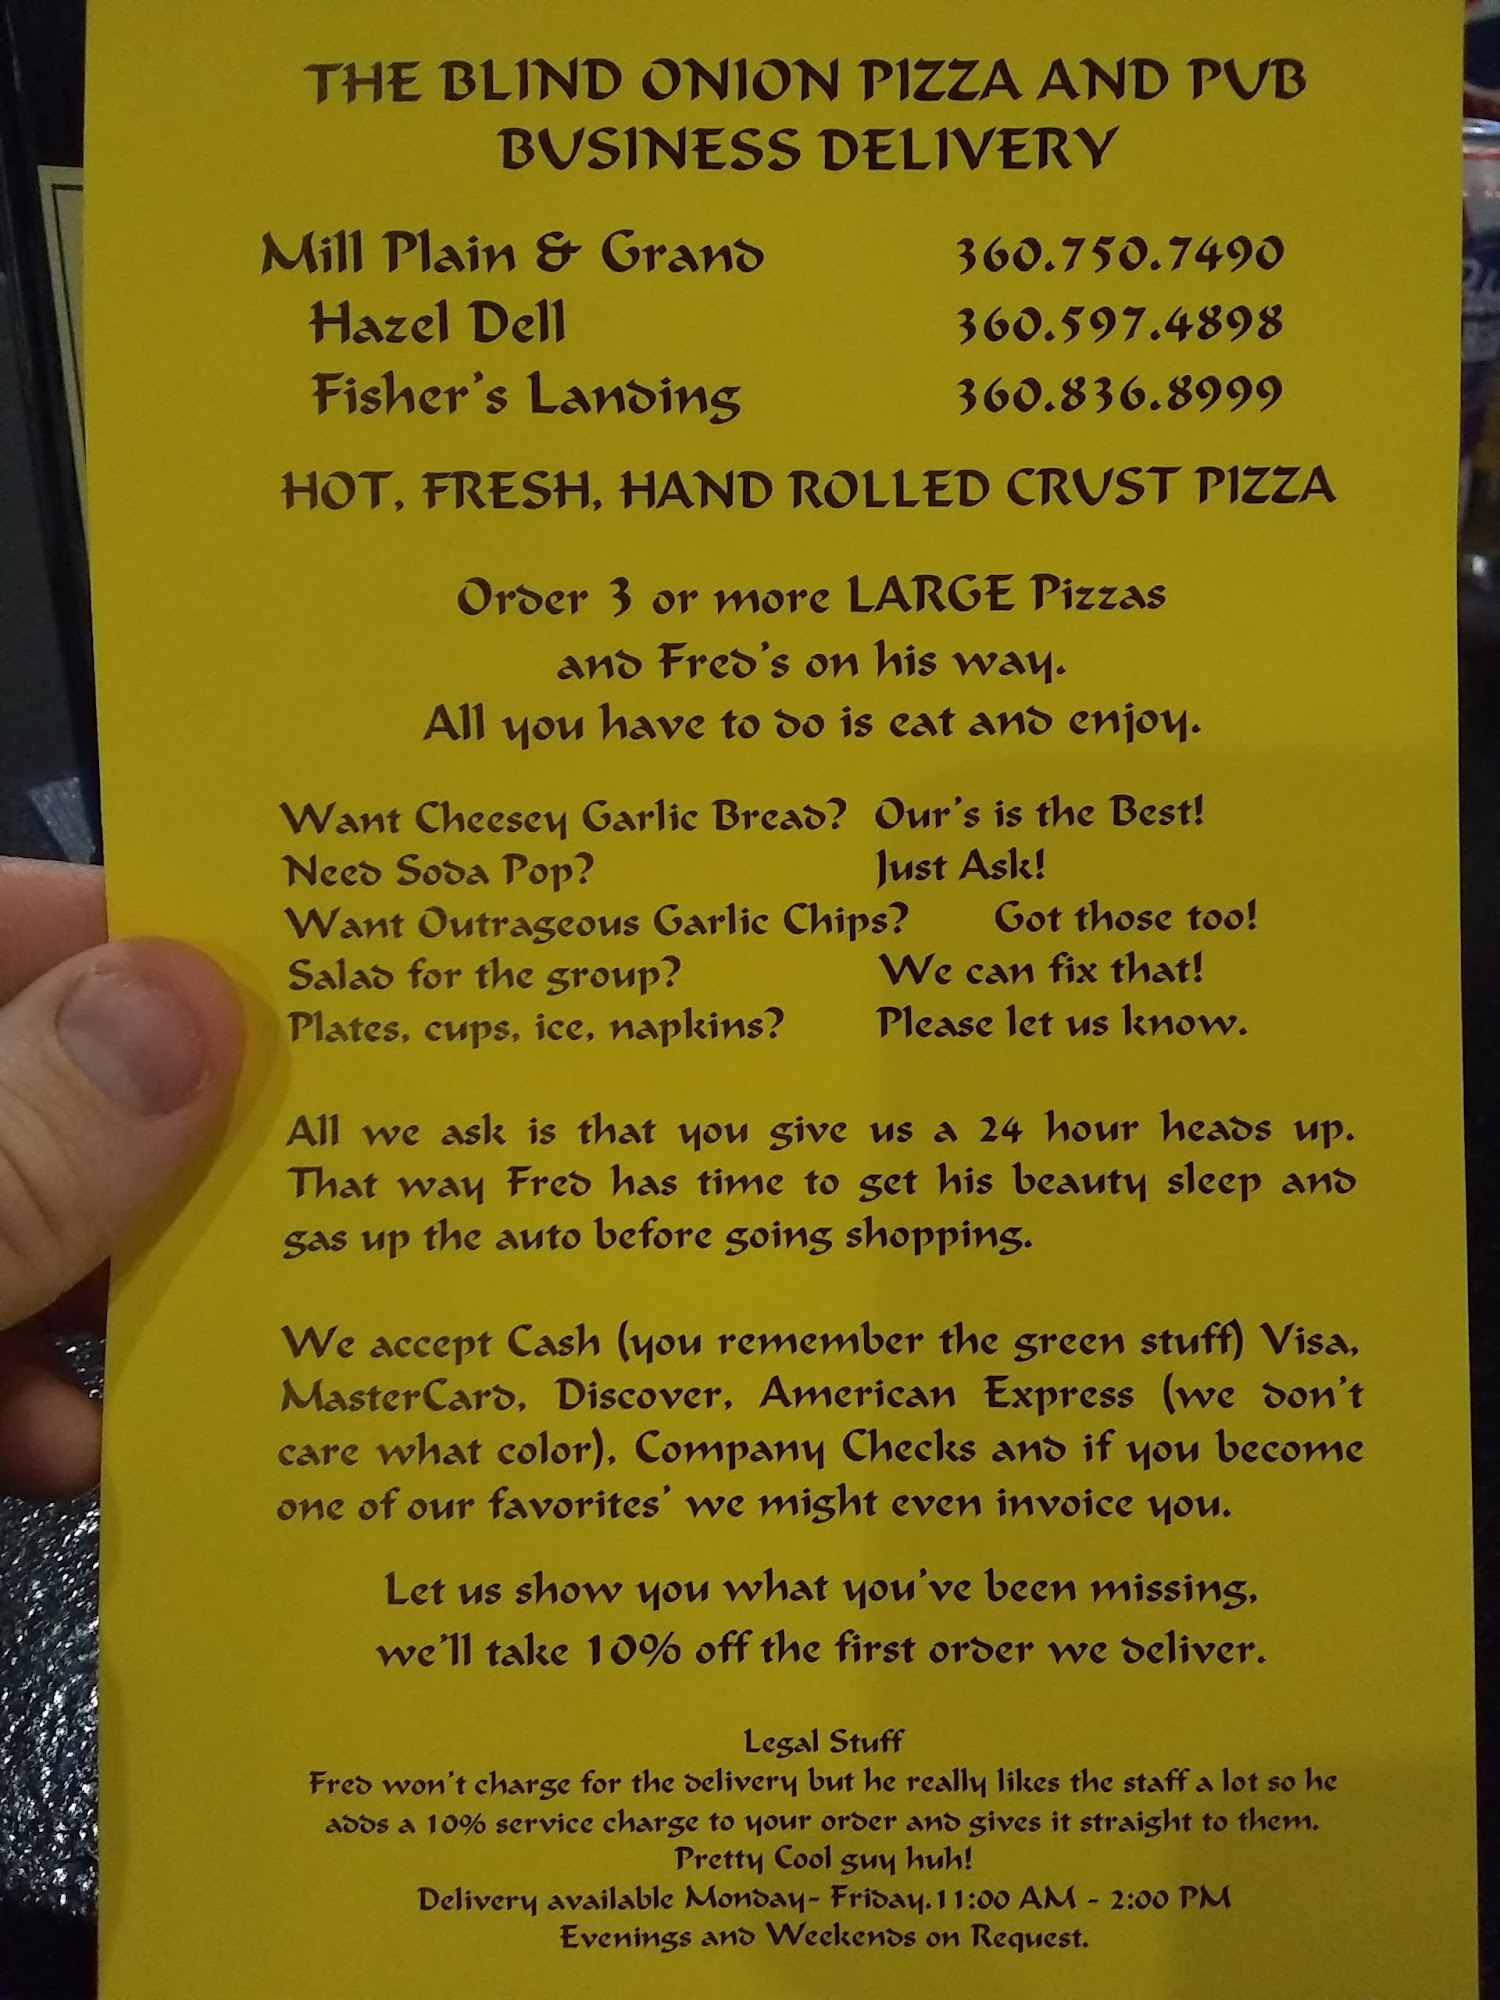 THE BLIND ONION PIZZA AND PUB
BUSINESS DELIVERY
Mill Plain & Grand 360.750.7490
Hazel Dell 360.597.4898
Fisher's Landing 360.836.8999
HOT, FRESH, HAND ROLLED CRUST PIZZA
Order 3 or more LARGE Pizzas
and Fred's on his way.
All you have to do is eat and enjoy.
Want Cheesey Garlic Bread? Our's is the Best!
Need Soda Pop? Just Ask!
Want Outrageous Garlic Chips? Got those too!
Salad for the group? We can fix that!
Plates, cups, ice, napkins? Please let us know.
All we ask is that you give us a 24 hour heads up.
That way Fred has time to get his beauty sleep and
gas up the auto before going shopping.
We accept Cash (you remember the green stuff) Visa,
MasterCard, Discover, American Express (we don't
care what color), Company Checks and if you become
one of our favorites' we might even invoice you.
Let us show you what you've been missing,
we'll take 10% off the first order we deliver.
Legal Stuff
Fred won't charge for the delivery but he really likes the staff a lot so he
adds a 10% service charge to your order and gives it straight to them.
Pretty Cool guy huh!
Delivery available Monday- Friday.11:00 AM - 2:00 PM
Evenings and Weekends on Request.